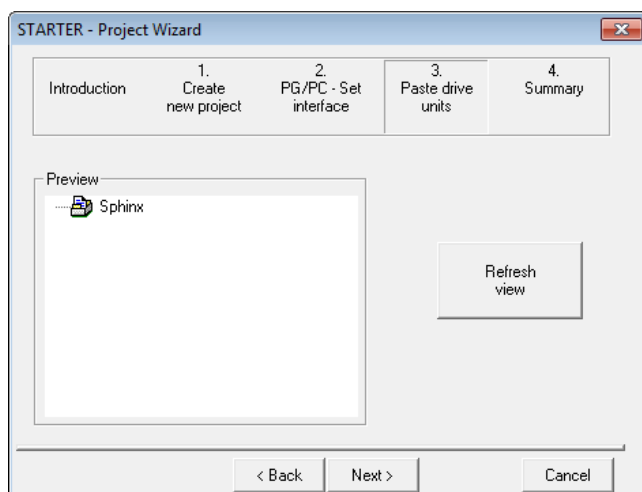 STARTER - Project Wizard
Introduction
1.
Create
new project
2.
PG/PC - Set
interface
3.
Paste drive
units
4.
Summary
Preview
Sphinx
Refresh
view
< Back
Next >
Cancel